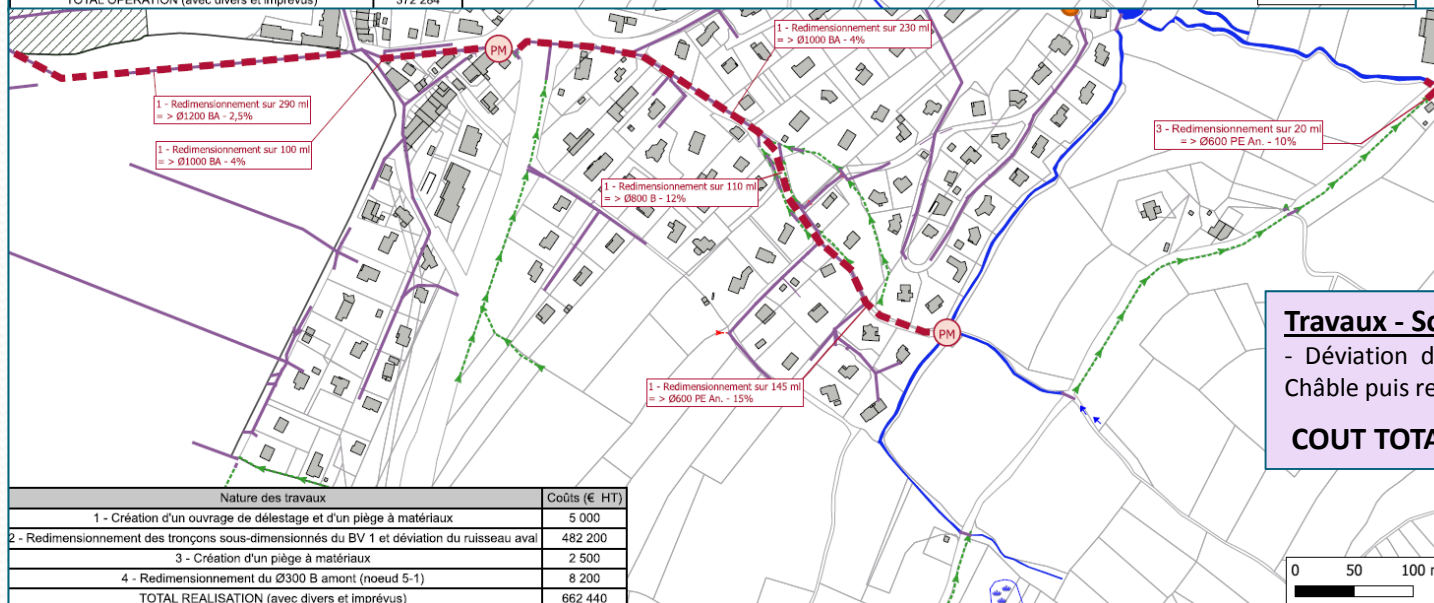 TOTAL OPERATION (avec divers et imprévus) 372 284
1 - Redimensionnement sur 230 ml
= > Ø1000 BA - 4%
PM
1 - Redimensionnement sur 290 ml
= > Ø1200 BA - 2,5%
3 - Redimensionnement sur 20 ml
= > Ø600 PE An. - 10%
1 - Redimensionnement sur 100 ml
= > Ø1000 BA - 4%
1 - Redimensionnement sur 110 ml
= > Ø800 B - 12%
PM
1 - Redimensionnement sur 145 ml
= > Ø600 PE An. - 15%
Travaux - Sc
- Déviation d
Châble puis re
COUT TOTA
Nature des travaux Coûts (€ HT)
1 - Création d'un ouvrage de délestage et d'un piège à matériaux 5 000
2 - Redimensionnement des tronçons sous-dimensionnés du BV 1 et déviation du ruisseau aval 482 200
3 - Création d'un piège à matériaux 2 500
4 - Redimensionnement du Ø300 B amont (noeud 5-1) 8 200
TOTAL REALISATION (avec divers et imprévus) 662 440
0 50 100 m